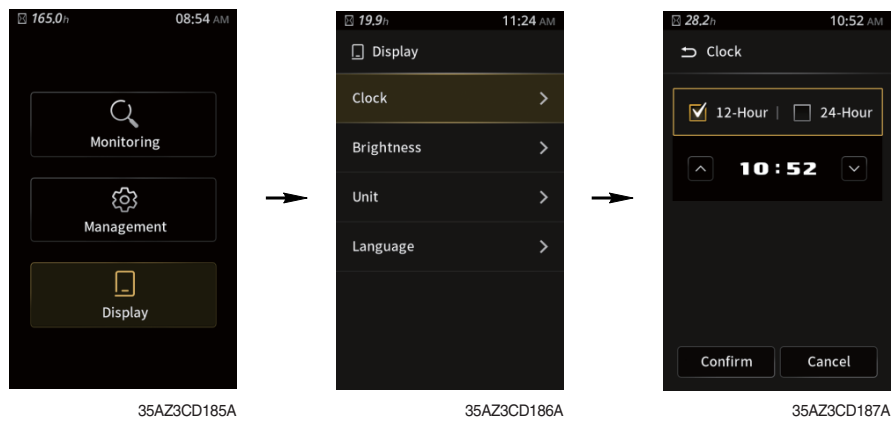 165.0h 08:54 AM
Monitoring
Management
Display
35AZ3CD185A
19.9h 11:24 AM
Display
Clock
Brightness
Unit
Language
35AZ3CD186A
28.2h 10:52 AM
Clock
12-Hour | 24-Hour
10:52
Confirm Cancel
35AZ3CD187A